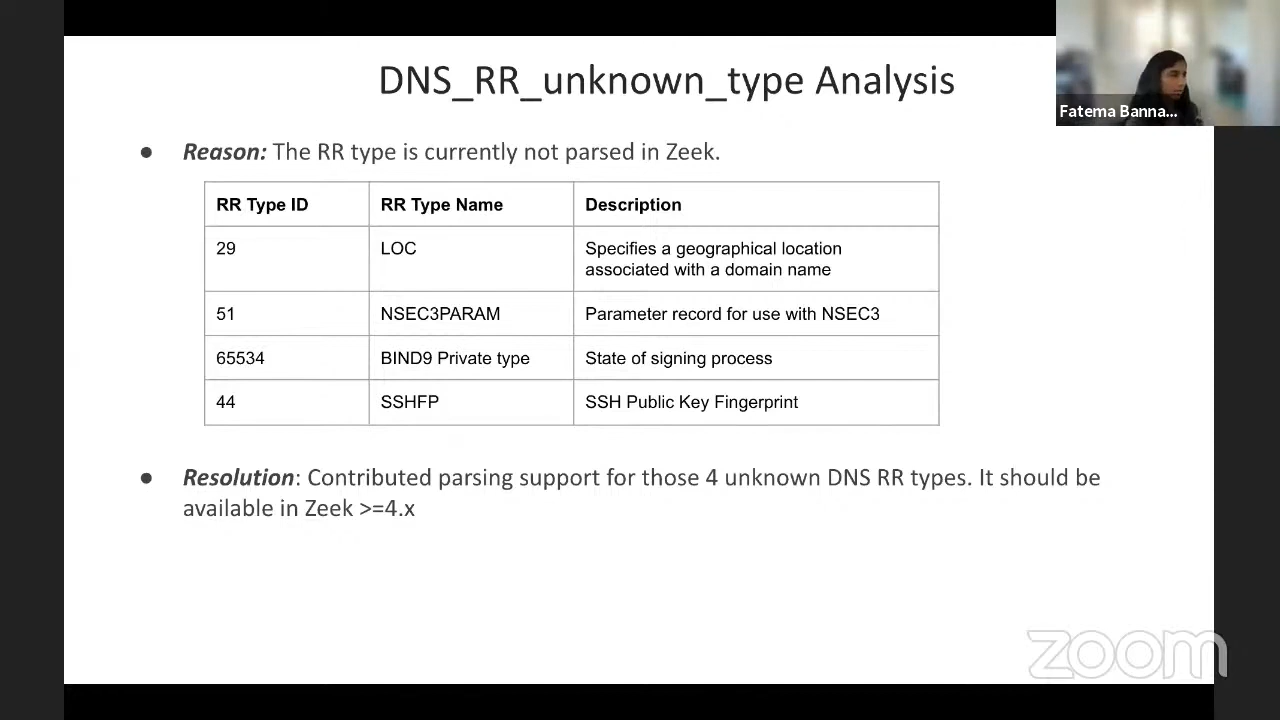 DNS_RR_unknown_type Analysis
Fatema Banna...
● Reason: The RR type is currently not parsed in Zeek.
RR Type ID RR Type Name Description
29 LOC Specifies a geographical location
associated with a domain name
51 NSEC3PARAM Parameter record for use with NSEC3
65534 BIND9 Private type State of signing process
44 SSHFP SSH Public Key Fingerprint
● Resolution: Contributed parsing support for those 4 unknown DNS RR types. It should be
available in Zeek >=4.x
zoom